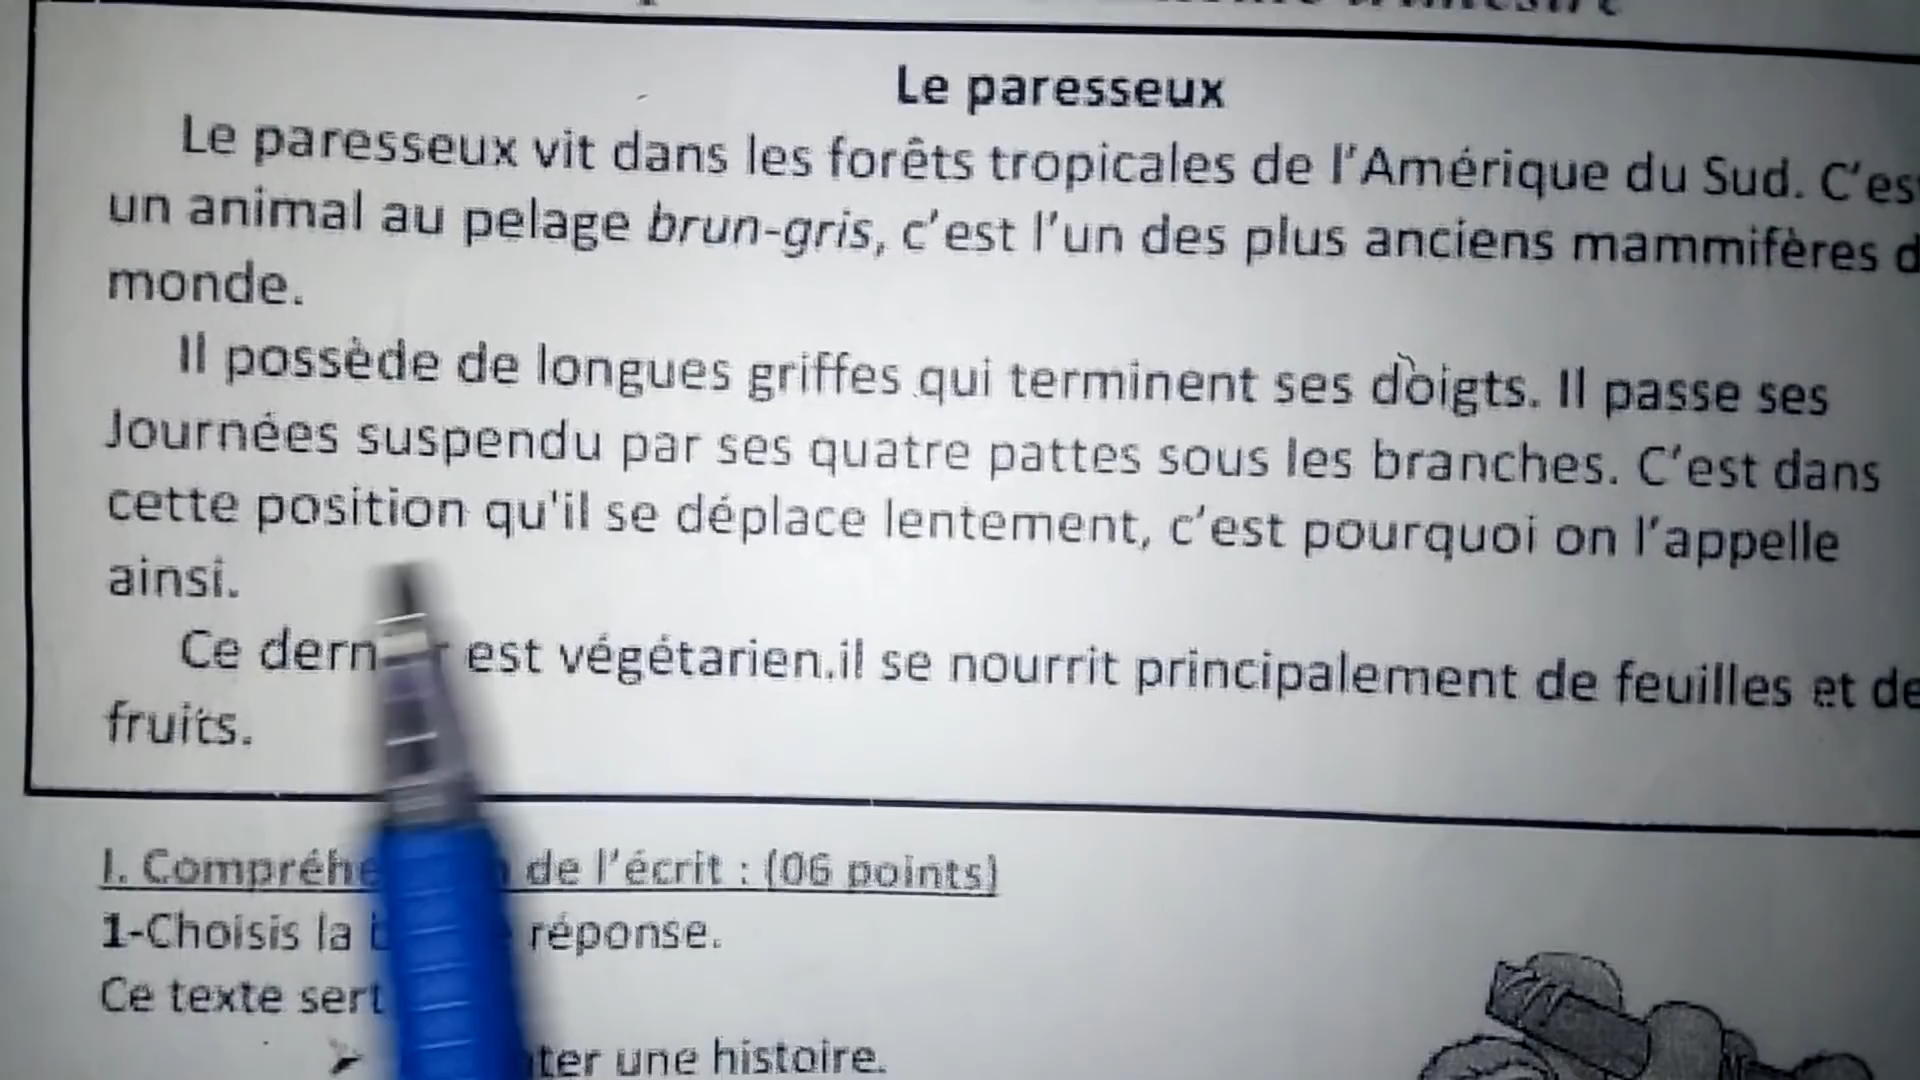 Le paresseux
Le paresseux vit dans les forêts tropicales de l'Amérique du Sud. C'es
un animal au pelage brun-gris, c'est l'un des plus anciens mammifères d
monde.
Il possède de longues griffes qui terminent ses doigts. Il passe ses
Journées suspendu par ses quatre pattes sous les branches. C'est dans
cette position qu'il se déplace lentement, c'est pourquoi on l'appelle
ainsi.
Ce dern est végétarien.il se nourrit principalement de feuilles et de
fruits.
I. Compréhe de l'écrit : (06 points)
1-Choisis la réponse.
Ce texte sert
ter une histoire.